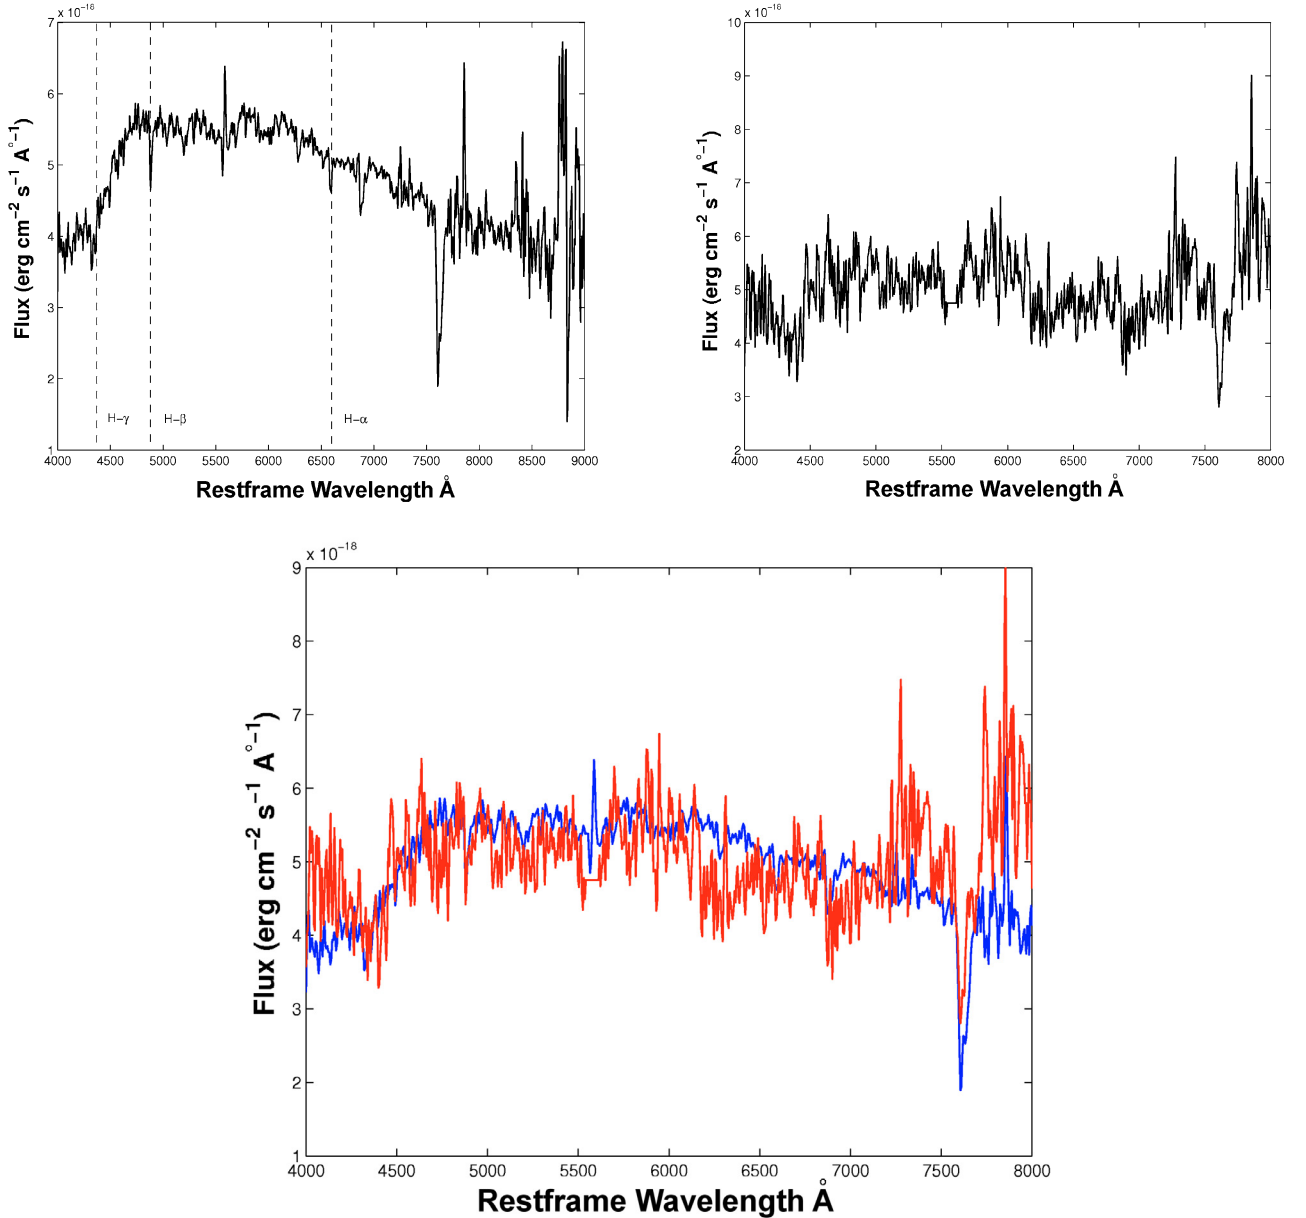 x 10−18
7
6
5
4
3
2
1
Flux (erg cm−2 s−1 A°−1)
H−γ
H−β
H−α
4000 4500 5000 5500 6000 6500 7000 7500 8000 8500 9000
Restframe Wavelength Å
x 10−18
10
9
8
7
6
5
4
3
2
Flux (erg cm−2 s−1 A°−1)
4000 4500 5000 5500 6000 6500 7000 7500 8000
Restframe Wavelength Å
x 10−18
9
8
7
6
5
4
3
2
1
Flux (erg cm−2 s−1 A°−1)
4000 4500 5000 5500 6000 6500 7000 7500 8000
Restframe Wavelength Å